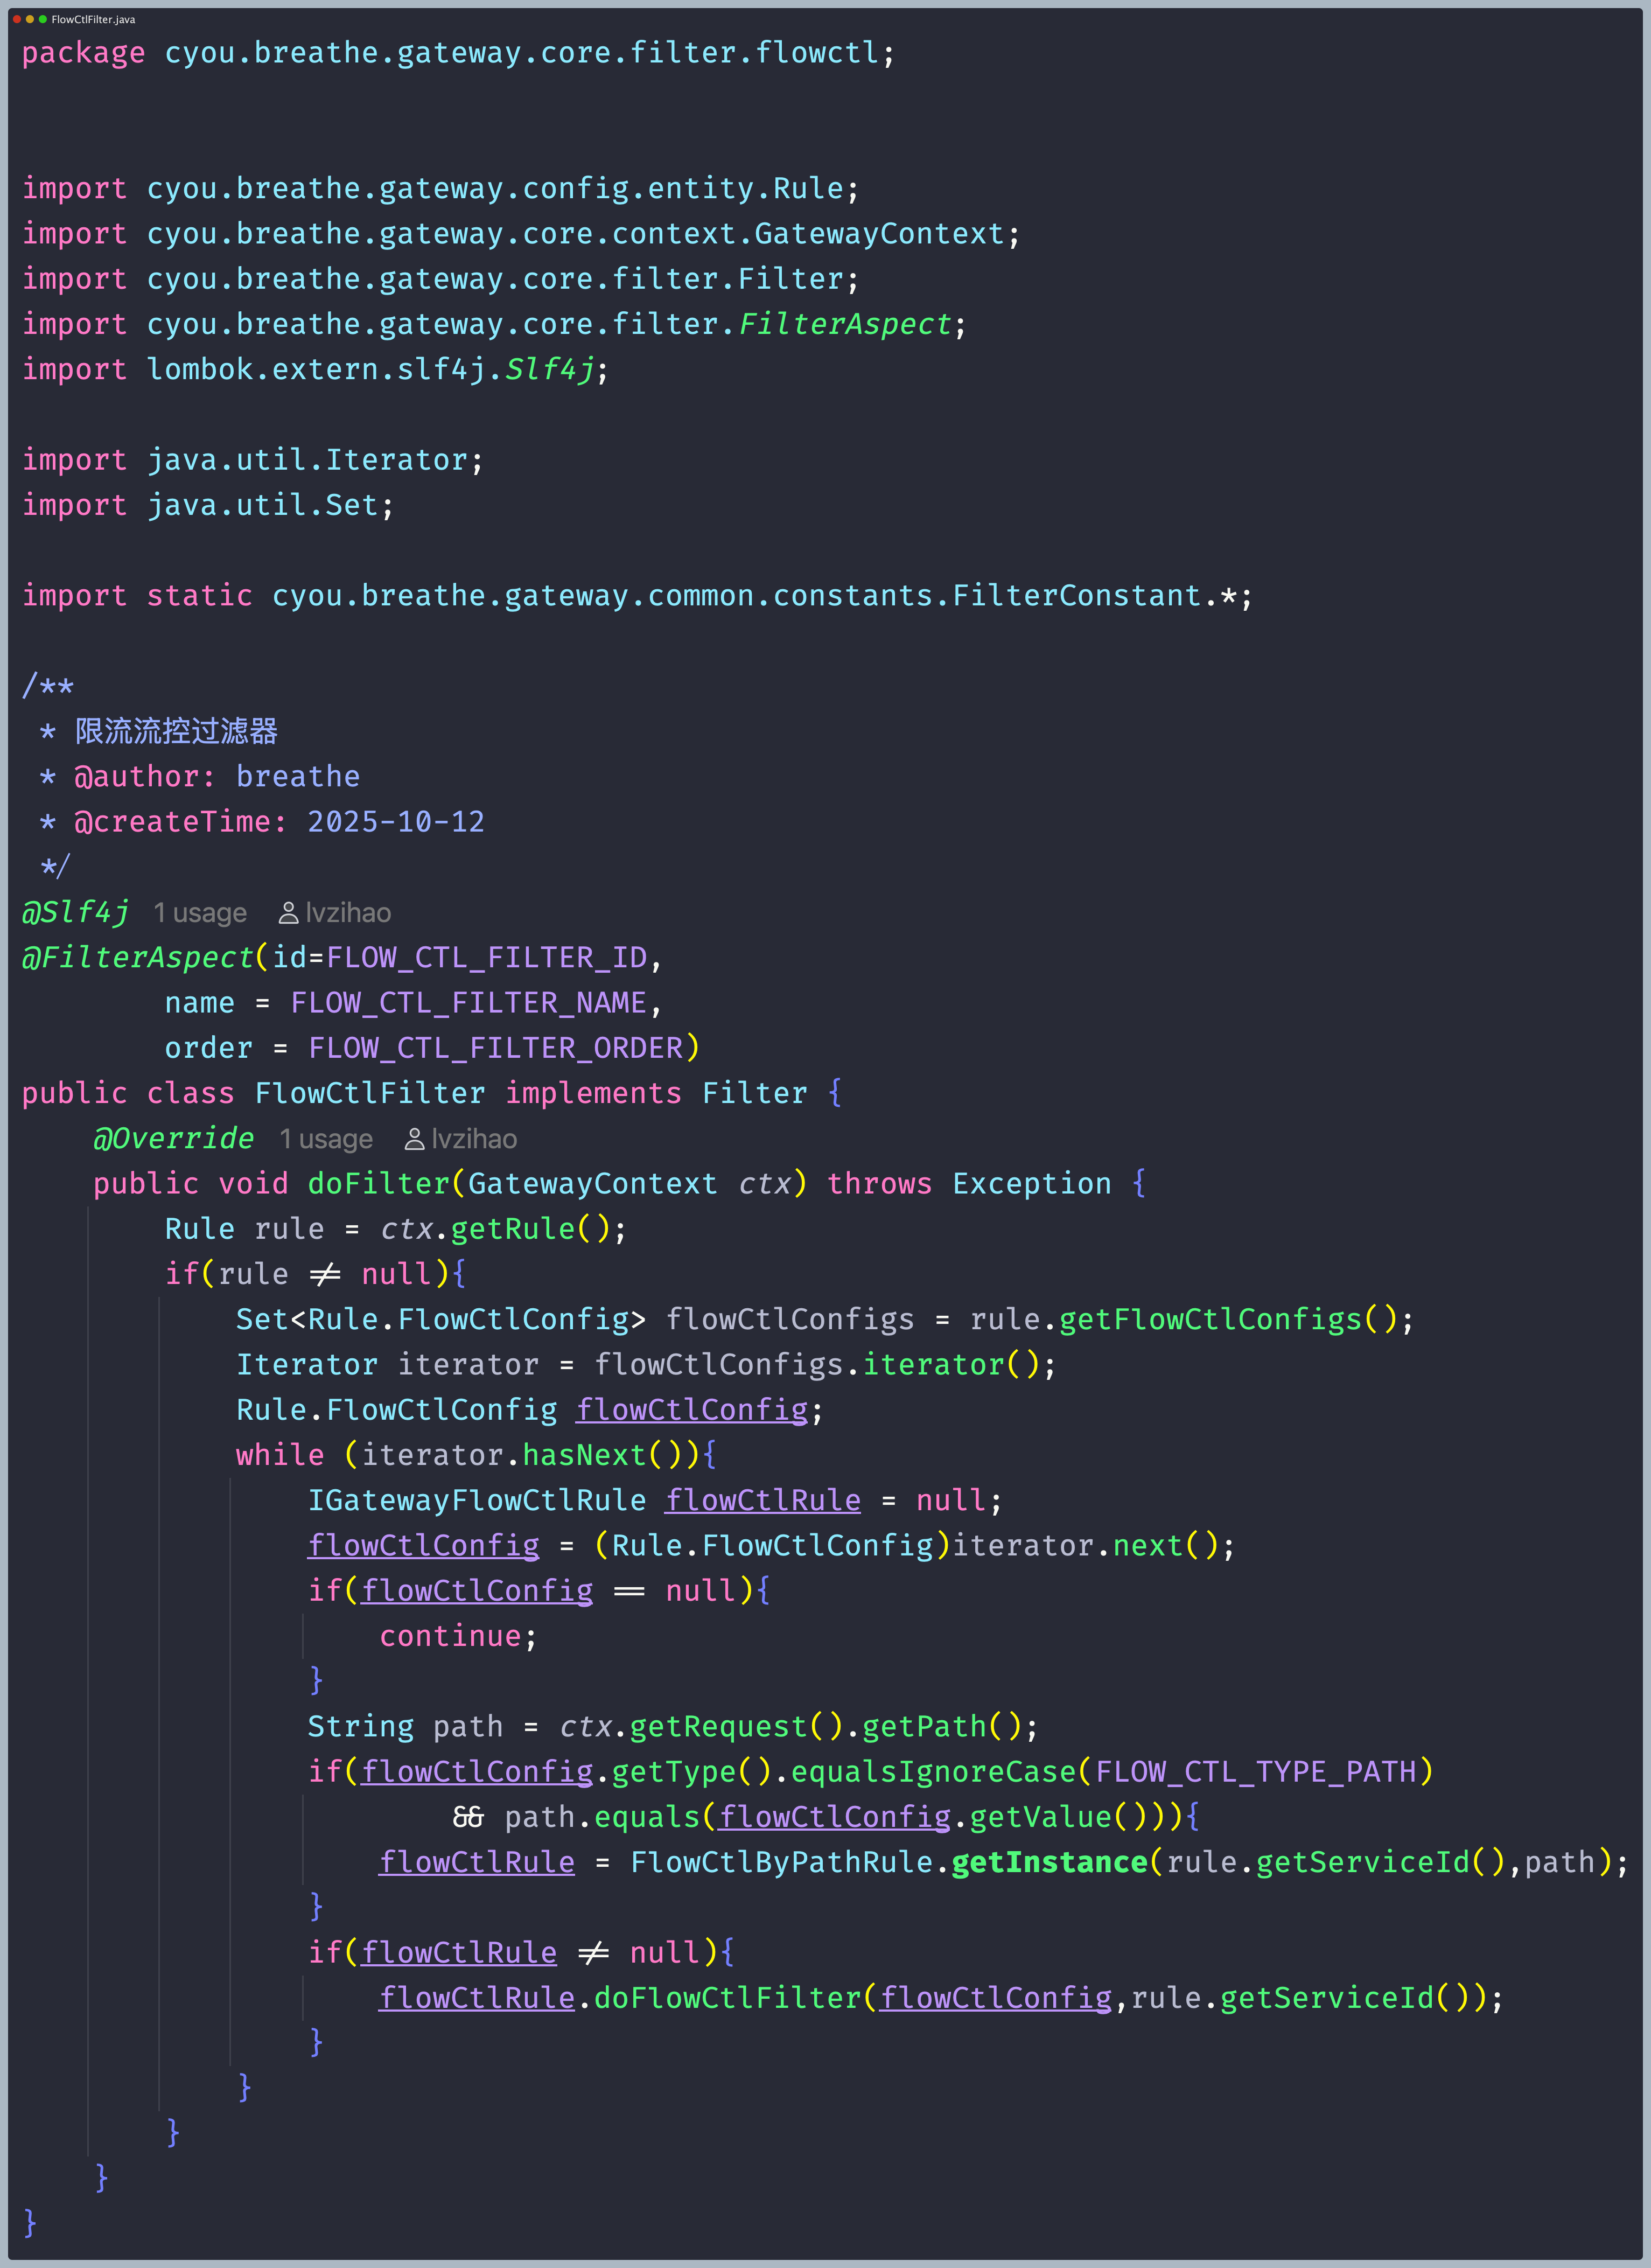 FlowCtlFilter.java
package cyou.breathe.gateway.core.filter.flowctl;
import cyou.breathe.gateway.config.entity.Rule;
import cyou.breathe.gateway.core.context.GatewayContext;
import cyou.breathe.gateway.core.filter.Filter;
import cyou.breathe.gateway.core.filter.FilterAspect;
import lombok.extern.slf4j.Slf4j;
import java.util.Iterator;
import java.util.Set;
import static cyou.breathe.gateway.common.constants.FilterConstant.*;
/**
 * 限流流控过滤器
 * @author: breathe
 * @createTime: 2025-10-12
 */
@Slf4j 1 usage lvzihao
@FilterAspect(id=FLOW_CTL_FILTER_ID,
        name = FLOW_CTL_FILTER_NAME,
        order = FLOW_CTL_FILTER_ORDER)
public class FlowCtlFilter implements Filter {
    @Override 1 usage lvzihao
    public void doFilter(GatewayContext ctx) throws Exception {
        Rule rule = ctx.getRule();
        if(rule != null){
            Set<Rule.FlowCtlConfig> flowCtlConfigs = rule.getFlowCtlConfigs();
            Iterator iterator = flowCtlConfigs.iterator();
            Rule.FlowCtlConfig flowCtlConfig;
            while (iterator.hasNext()){
                IGatewayFlowCtlRule flowCtlRule = null;
                flowCtlConfig = (Rule.FlowCtlConfig)iterator.next();
                if(flowCtlConfig == null){
                    continue;
                }
                String path = ctx.getRequest().getPath();
                if(flowCtlConfig.getType().equalsIgnoreCase(FLOW_CTL_TYPE_PATH)
                        && path.equals(flowCtlConfig.getValue())){
                    flowCtlRule = FlowCtlByPathRule.getInstance(rule.getServiceId(),path);
                }
                if(flowCtlRule != null){
                    flowCtlRule.doFlowCtlFilter(flowCtlConfig,rule.getServiceId());
                }
            }
        }
    }
}